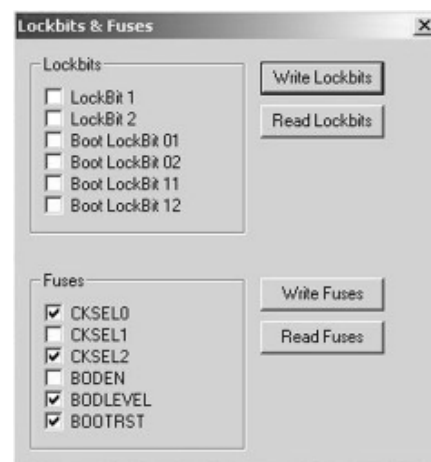 Lockbits & Fuses
Lockbits
LockBit 1
LockBit 2
Boot LockBit 01
Boot LockBit 02
Boot LockBit 11
Boot LockBit 12
Write Lockbits
Read Lockbits
Fuses
CKSEL0
CKSEL1
CKSEL2
BODEN
BODLEVEL
BOOTRST
Write Fuses
Read Fuses